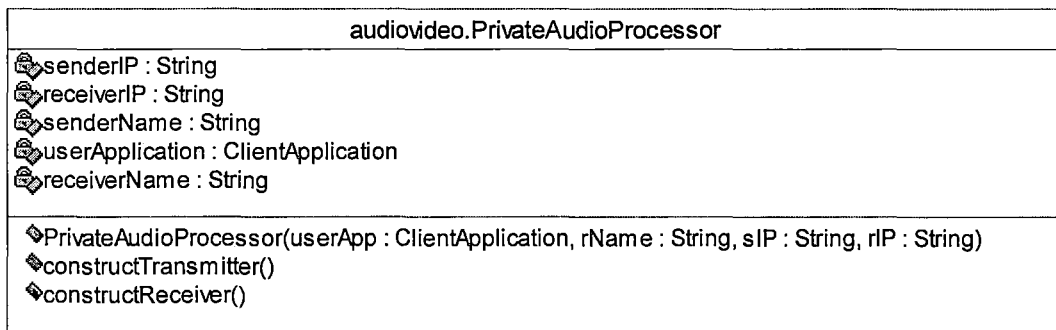 audiovideo.PrivateAudioProcessor
senderIP : String
receiverIP : String
senderName : String
userApplication : ClientApplication
receiverName : String
PrivateAudioProcessor(userApp : ClientApplication, rName : String, sIP : String, rIP : String)
constructTransmitter()
constructReceiver()